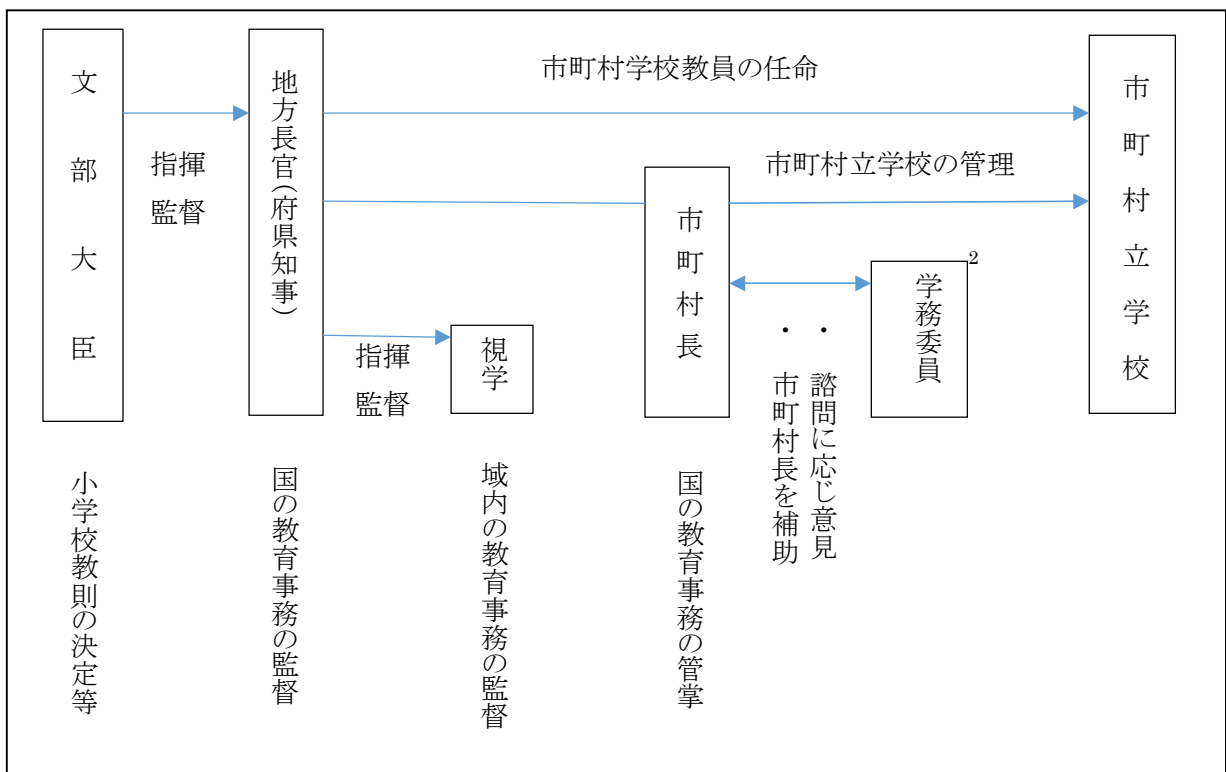 文部大臣
指揮
監督
地方長官(府県知事)
市町村学校教員の任命
市町村立学校の管理
指揮
監督
視学
市町村長
学務委員2
・諮問に応じ意見
・市町村長を補助
市町村立学校
小学校教則の決定等
国の教育事務の監督
域内の教育事務の監督
国の教育事務の管掌